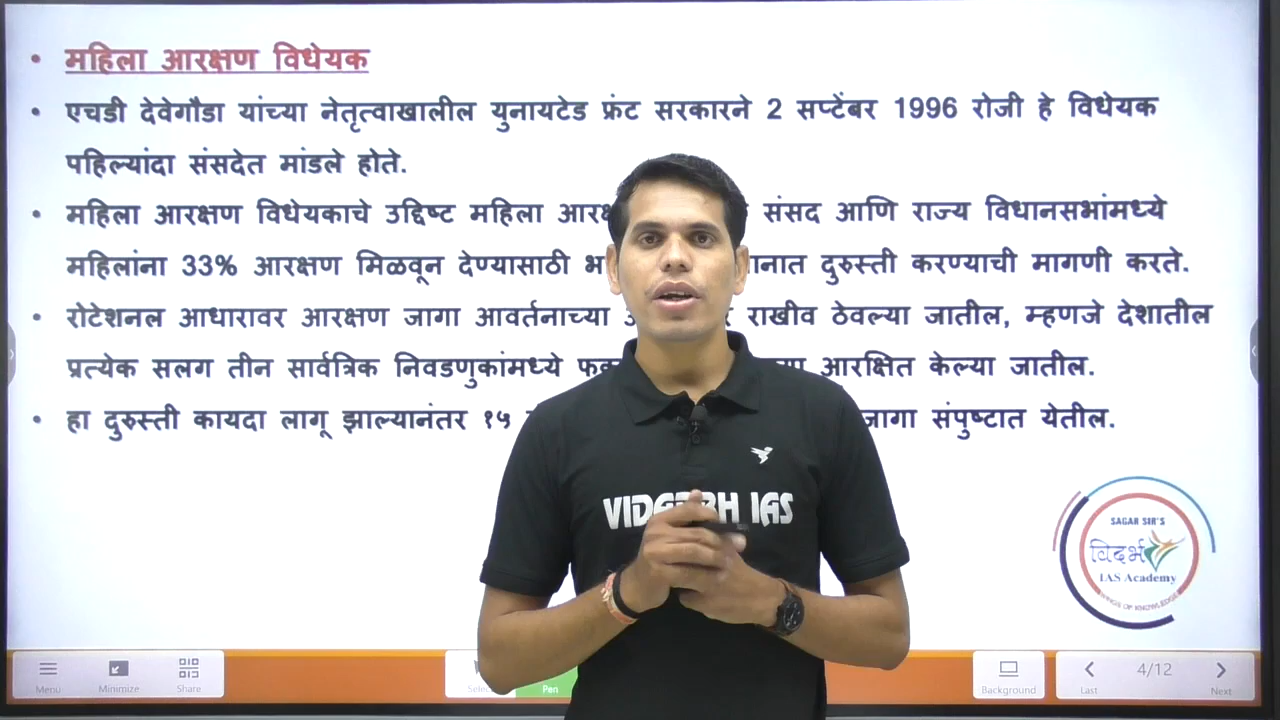 • महिला आरक्षण विधेयक
• एचडी देवेगौडा यांच्या नेतृत्वाखालील युनायटेड फ्रंट सरकारने 2 सप्टेंबर 1996 रोजी हे विधेयक
पहिल्यांदा संसदेत मांडले होते.
• महिला आरक्षण विधेयकाचे उद्दिष्ट महिला संसद आणि राज्य विधानसभांमध्ये
महिलांना 33% आरक्षण मिळवून देण्यासाठी दुरुस्ती करण्याची मागणी करते.
• रोटेशनल आधारावर आरक्षण जागा आवर्तनाच्या राखीव ठेवल्या जातील, म्हणजे देशातील
प्रत्येक सलग तीन सार्वत्रिक निवडणुकांमध्ये आरक्षित केल्या जातील.
• हा दुरुस्ती कायदा लागू झाल्यानंतर १५ जागा संपुष्टात येतील.
VIDARBH IAS
SAGAR SIR'S
विदर्भ
IAS Academy
WINGS OF KNOWLEDGE
Menu Minimize Share Pen Background Last 4/12 Next